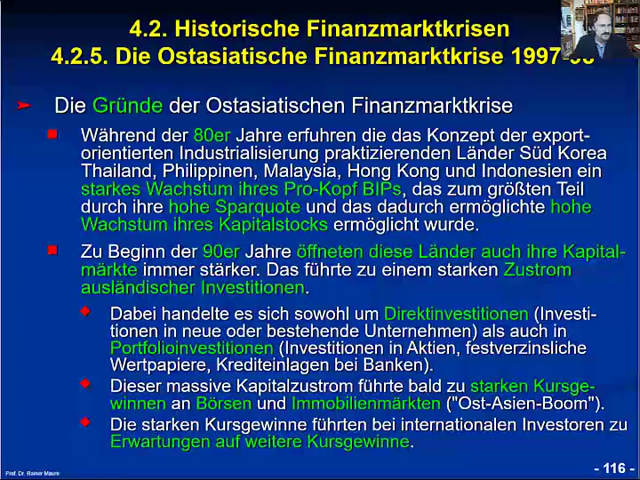 4.2. Historische Finanzmarktkrisen
4.2.5. Die Ostasiatische Finanzmarktkrise 1997-98
Die Gründe der Ostasiatischen Finanzmarktkrise
Während der 80er Jahre erfuhren die das Konzept der export-
orientierten Industrialisierung praktizierenden Länder Süd Korea
Thailand, Philippinen, Malaysia, Hong Kong und Indonesien ein
starkes Wachstum ihres Pro-Kopf BIPs, das zum größten Teil
durch ihre hohe Sparquote und das dadurch ermöglichte hohe
Wachstum ihres Kapitalstocks ermöglicht wurde.
Zu Beginn der 90er Jahre öffneten diese Länder auch ihre Kapital-
märkte immer stärker. Das führte zu einem starken Zustrom
ausländischer Investitionen.
Dabei handelte es sich sowohl um Direktinvestitionen (Investi-
tionen in neue oder bestehende Unternehmen) als auch in
Portfolioinvestitionen (Investitionen in Aktien, festverzinsliche
Wertpapiere, Krediteinlagen bei Banken).
Dieser massive Kapitalzustrom führte bald zu starken Kursge-
winnen an Börsen und Immobilienmärkten ("Ost-Asien-Boom").
Die starken Kursgewinne führten bei internationalen Investoren zu
Erwartungen auf weitere Kursgewinne.
Prof. Dr. Rainer Maure
- 116 -